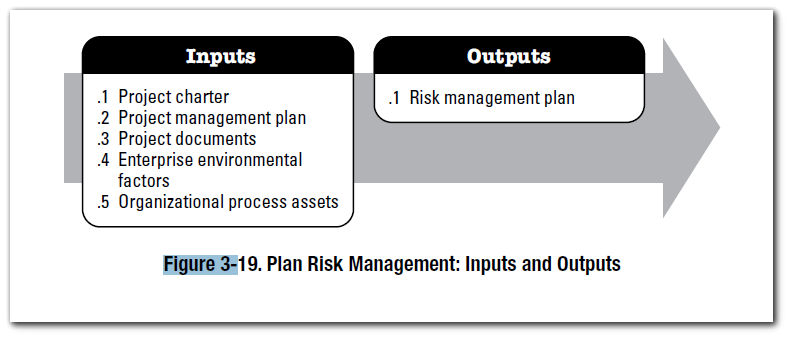 Inputs
.1 Project charter
.2 Project management plan
.3 Project documents
.4 Enterprise environmental
factors
.5 Organizational process assets
Outputs
.1 Risk management plan
Figure 3-19. Plan Risk Management: Inputs and Outputs